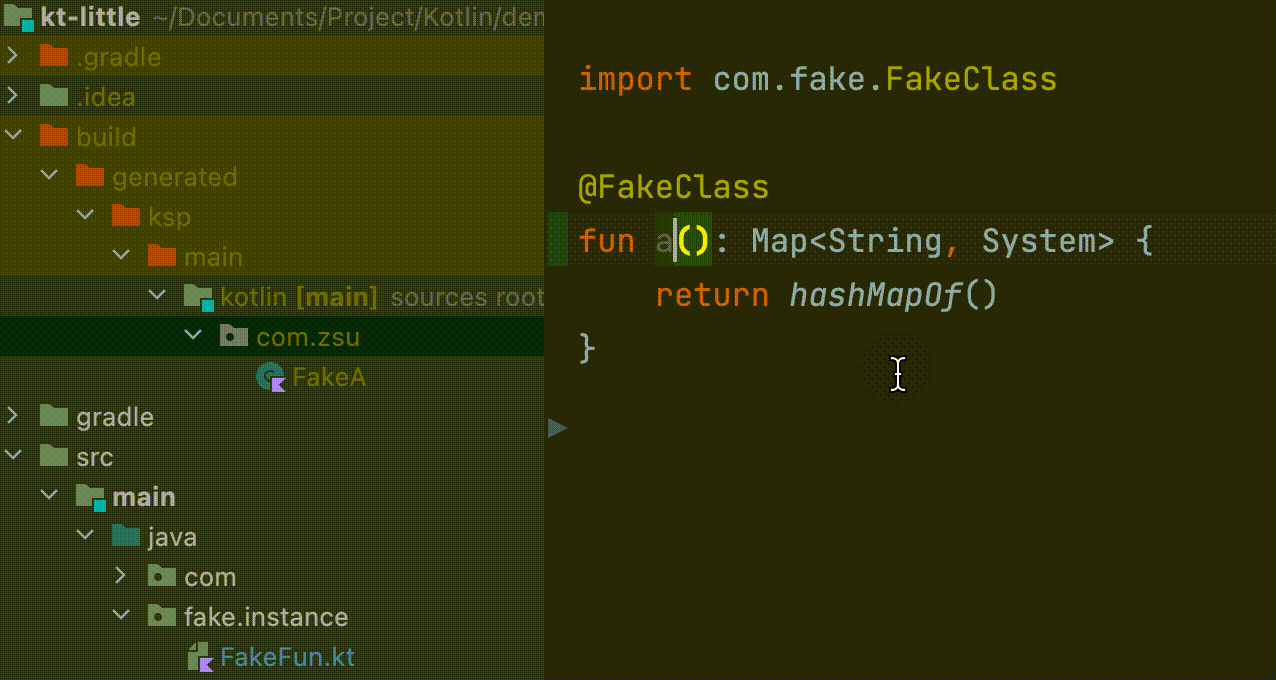 kt-little ~/Documents/Project/Kotlin/den
.gradle
.idea
build
generated
ksp
main
kotlin [main] sources root
com.zsu
FakeA
gradle
src
main
java
com
fake.instance
FakeFun.kt
import com.fake.FakeClass
@FakeClass
fun a(): Map<String, System> {
return hashMapOf()
}